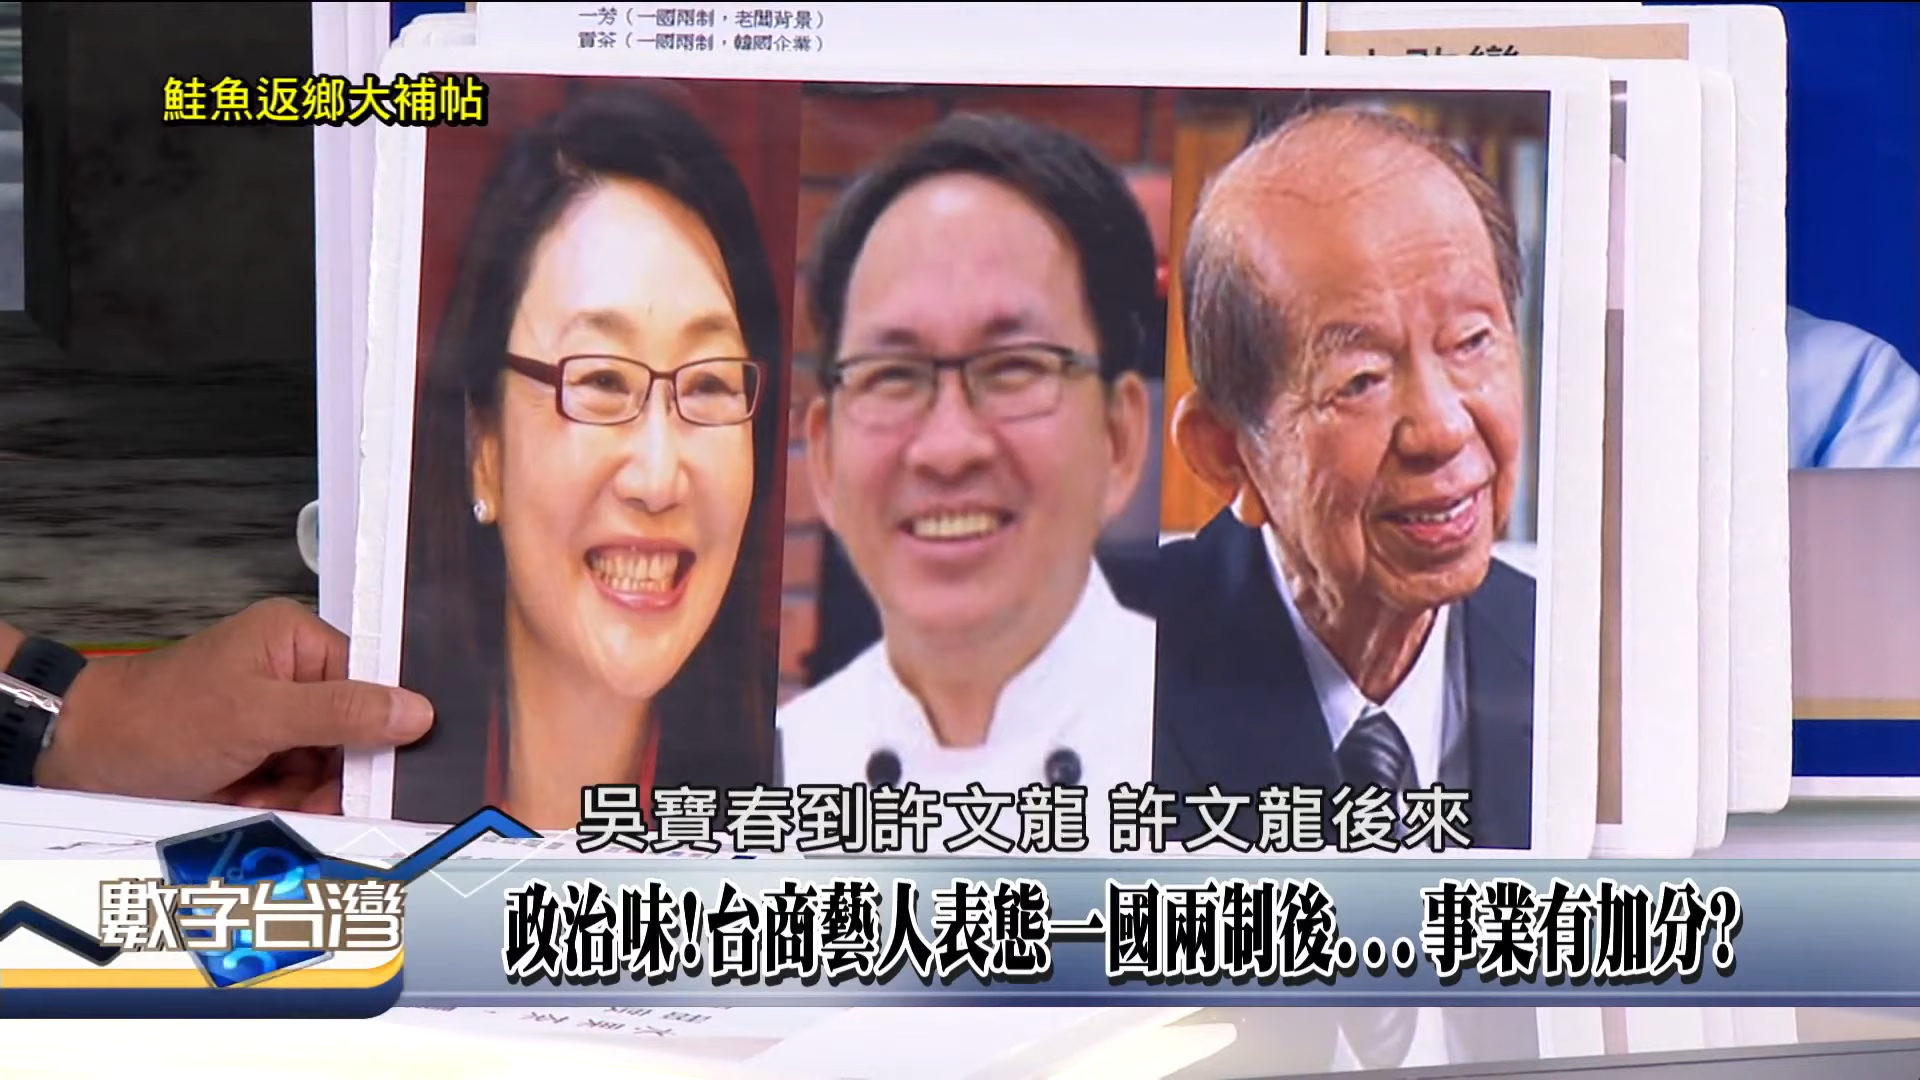 一芳（一國兩制，老闆背景）
貢茶（一國兩制，韓國企業）
鮭魚返鄉大補帖
吳寶春到許文龍 許文龍後來
數字台灣
政治味!台商藝人表態一國兩制後...事業有加分?